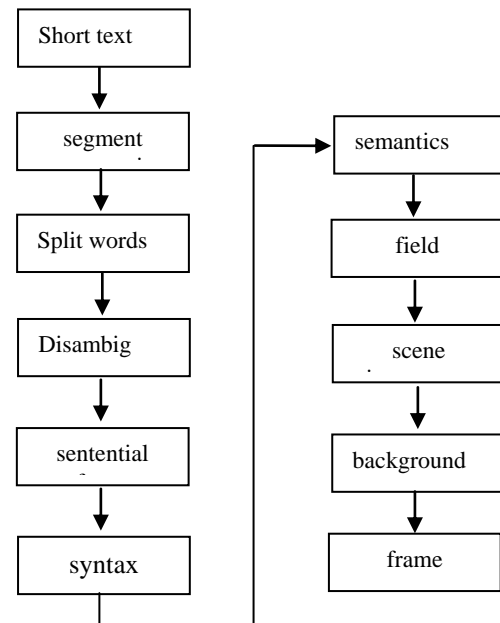 Short text
segment
Split words
Disambig
sentential
syntax
semantics
field
scene
background
frame